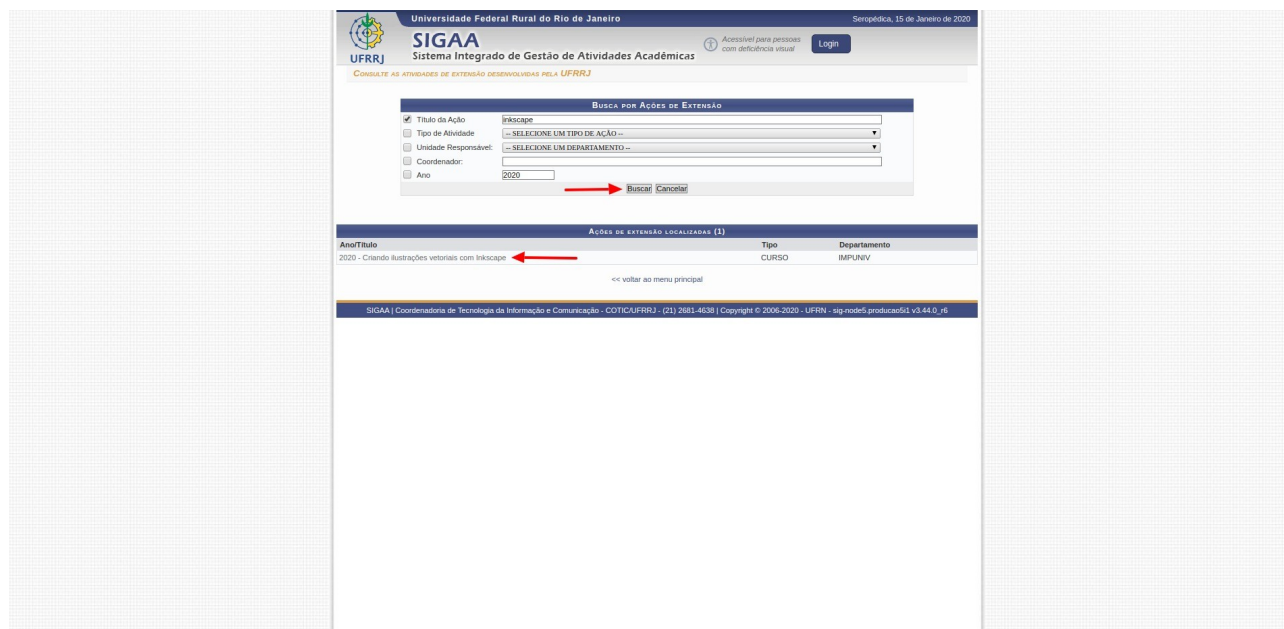 Universidade Federal Rural do Rio de Janeiro Seropédica, 15 de Janeiro de 2020
UFRRJ
SIGAA
Sistema Integrado de Gestão de Atividades Acadêmicas
Acessível para pessoas
com deficiência visual
Login
Consulte as atividades de extensão desenvolvidas pela UFRRJ
Busca por Ações de Extensão
Título da Ação inkscape
Tipo de Atividade -- SELECIONE UM TIPO DE AÇÃO --
Unidade Responsável: -- SELECIONE UM DEPARTAMENTO --
Coordenador:
Ano 2020
Buscar Cancelar
Ações de extensão localizadas (1)
Ano/Título Tipo Departamento
2020 - Criando ilustrações vetoriais com Inkscape CURSO IMPUNIV
<< voltar ao menu principal
SIGAA | Coordenadoria de Tecnologia da Informação e Comunicação - COTIC/UFRRJ - (21) 2681-4638 | Copyright © 2006-2020 - UFRN - sig-node5.producao5i1 v3.44.0_r6